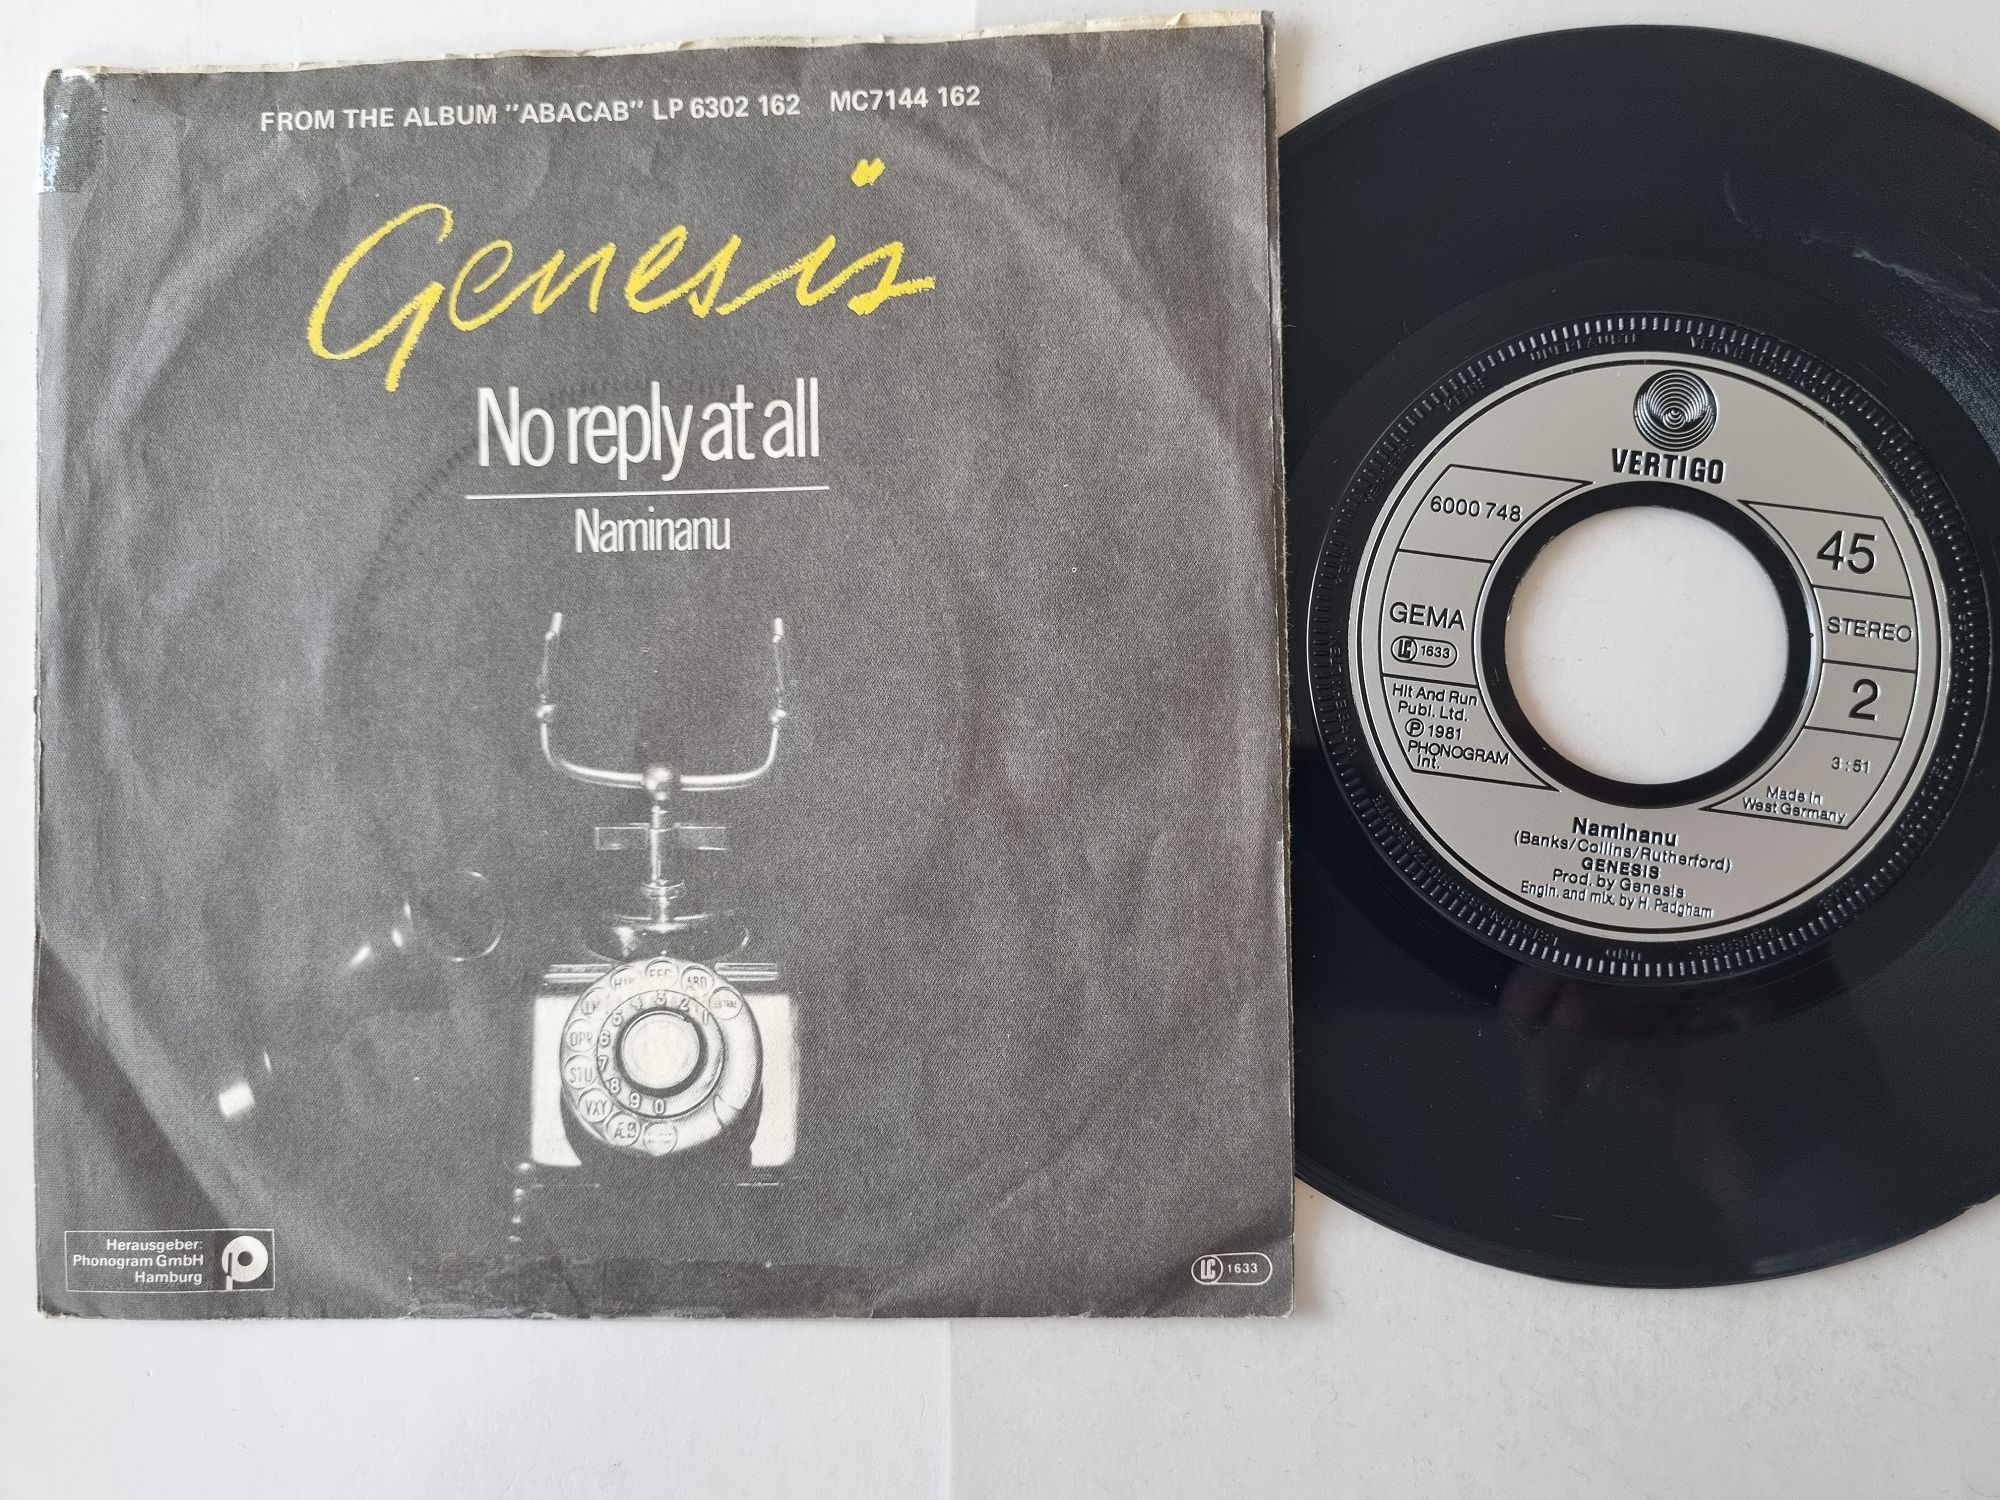 FROM THE ALBUM "ABACAB" LP 6302 162 MC7144 162
Genesis
No reply at all
Naminanu
Herausgeber:
Phonogram GmbH
Hamburg
LC 1633
VERTIGO
6000 748
GEMA
LC 1633
Hit And Run
Publ. Ltd.
℗ 1981
PHONOGRAM
Int.
45
STEREO
2
3:51
Made in
West Germany
Naminanu
(Banks/Collins/Rutherford)
GENESIS
Prod. by Genesis
Engin. and mix. by H. Padgham